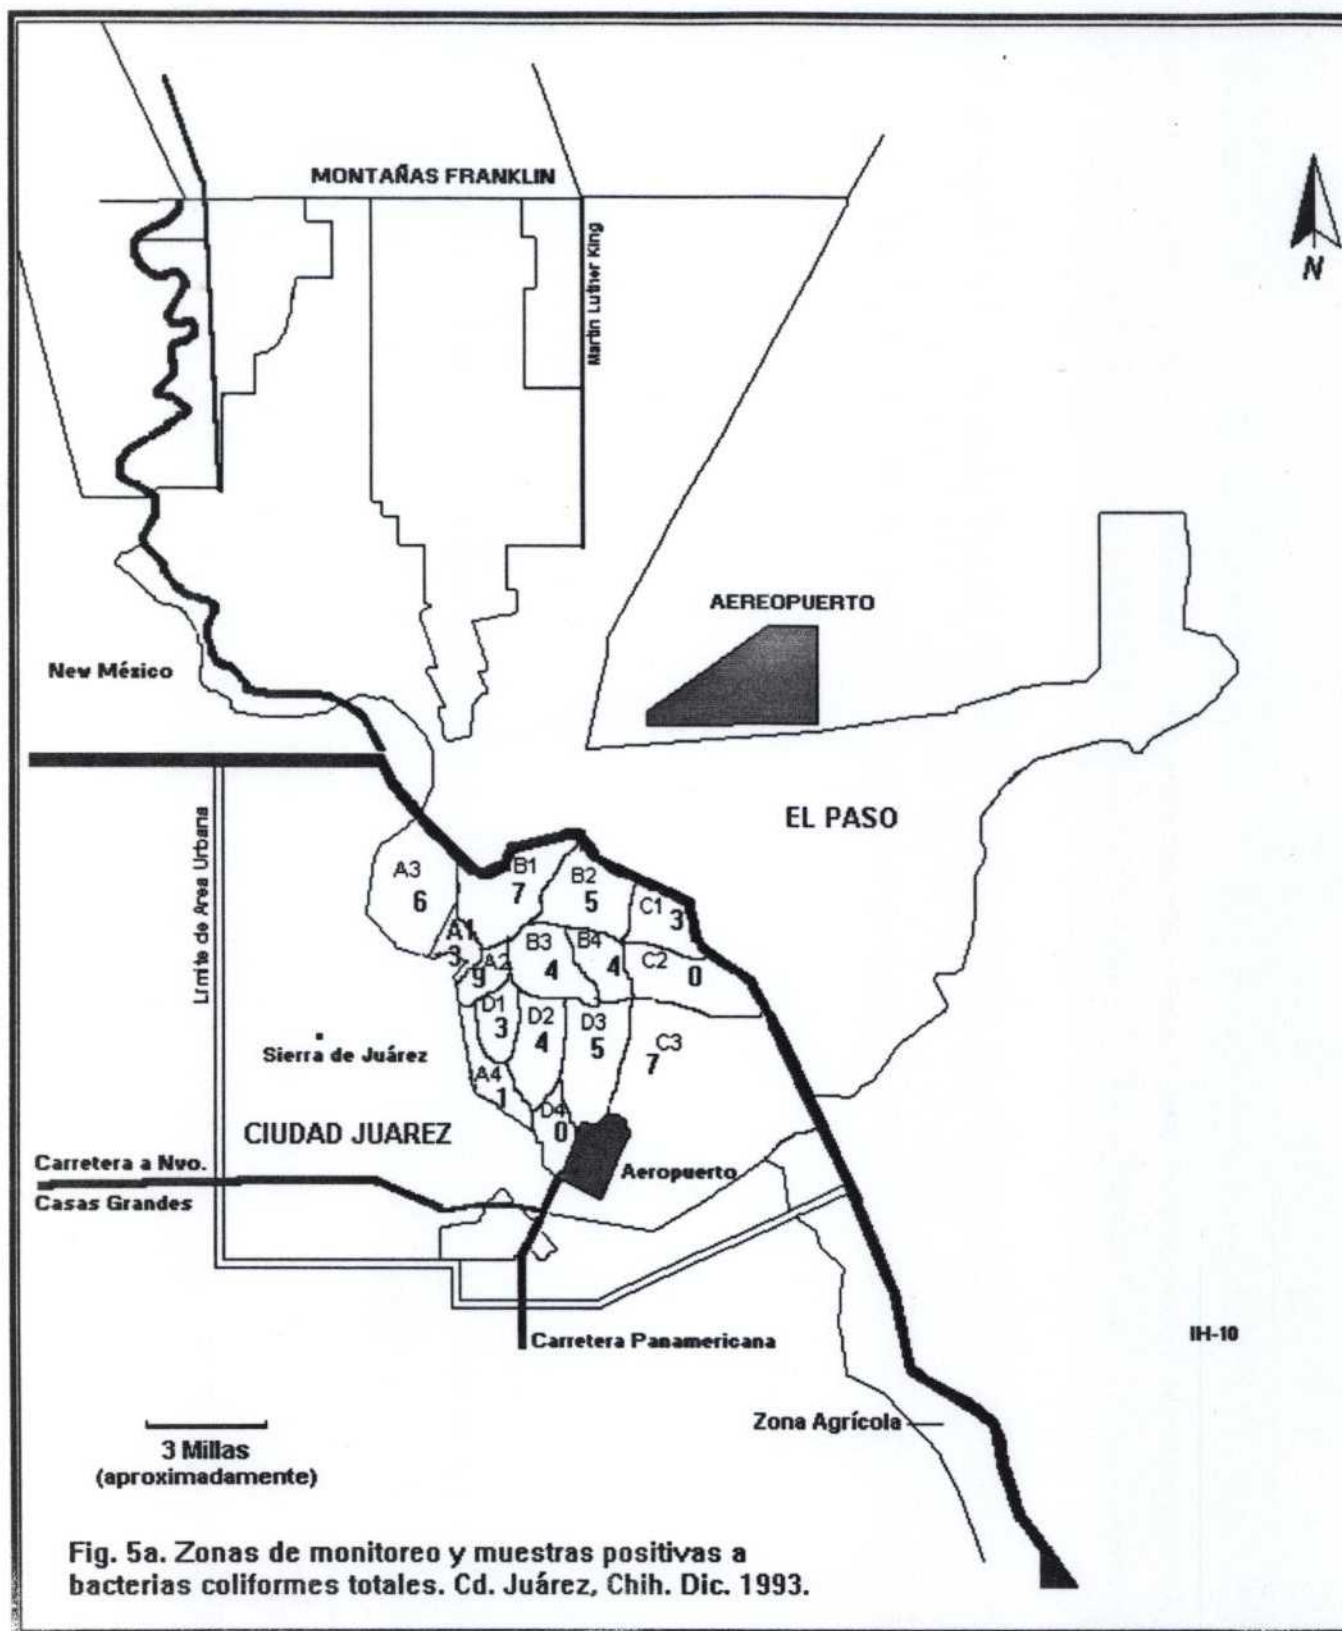 MONTAÑAS FRANKLIN
Martin Luther King
N
AEREOPUERTO
New México
EL PASO
Límite de Area Urbana
A3
6
B1
7
B2
5
C1
3
A1
3
A2
9
B3
4
B4
4
C2
0
D1
3
D2
4
D3
5
C3
7
A4
1
D4
0
Sierra de Juárez
CIUDAD JUAREZ
Carretera a Nvo.
Casas Grandes
Aeropuerto
Carretera Panamericana
IH-10
Zona Agrícola
3 Millas
(aproximadamente)
Fig. 5a. Zonas de monitoreo y muestras positivas a
bacterias coliformes totales. Cd. Juárez, Chih. Dic. 1993.